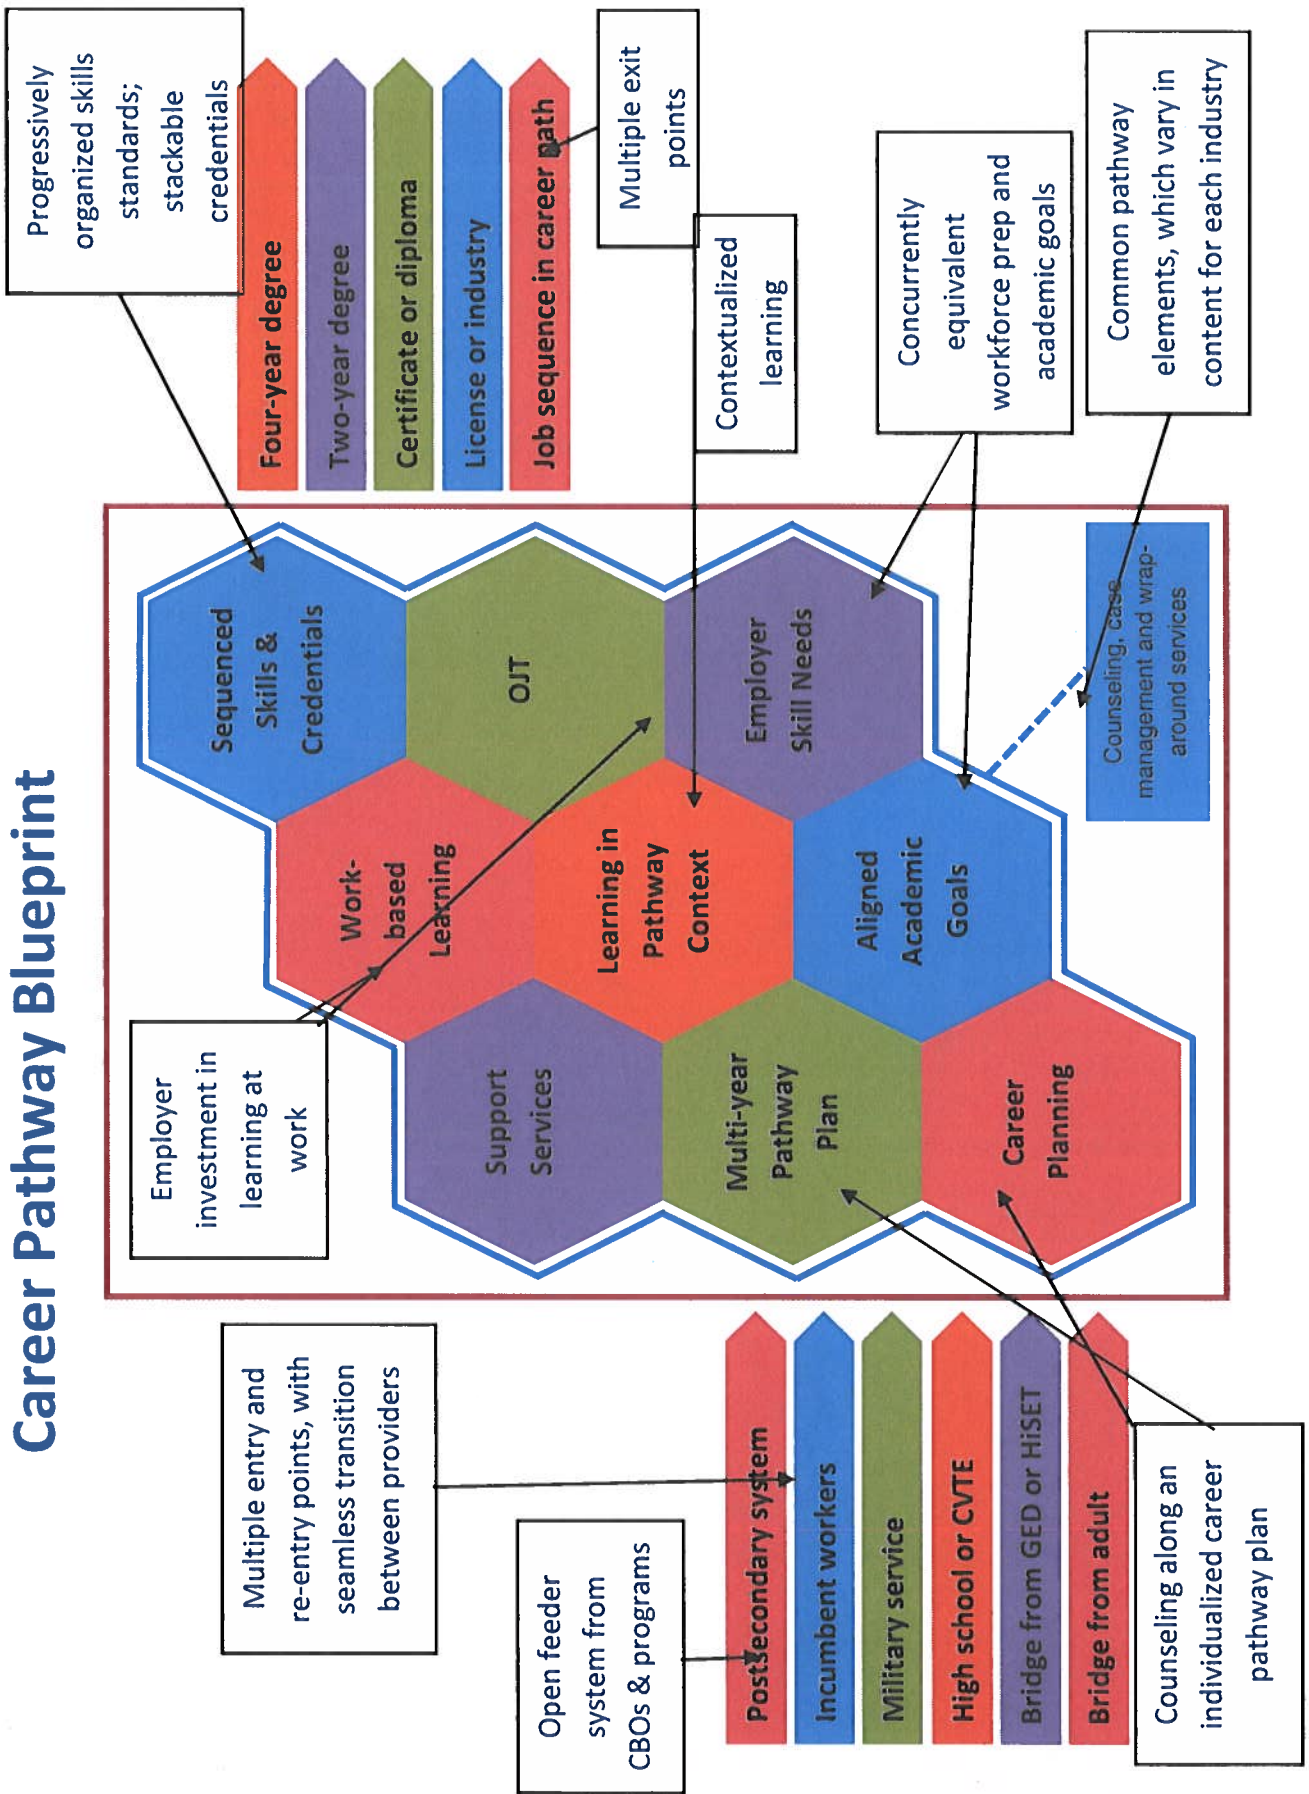 Career Pathway Blueprint
Multiple entry and
re-entry points, with
seamless transition
between providers
Open feeder
system from
CBOs & programs
Postsecondary system
Incumbent workers
Military service
High school or CVTE
Bridge from GED or HiSET
Bridge from adult
Counseling along an
individualized career
pathway plan
Employer
investment in
learning at
work
Support
Services
Multi-year
Pathway
Plan
Career
Planning
Work-
based
Learning
Learning in
Pathway
Context
Aligned
Academic
Goals
Sequenced
Skills &
Credentials
OJT
Employer
Skill Needs
Counseling, case
management and wrap-
around services
Progressively
organized skills
standards;
stackable
credentials
Four-year degree
Two-year degree
Certificate or diploma
License or industry
Job sequence in career path
Multiple exit
points
Contextualized
learning
Concurrently
equivalent
workforce prep and
academic goals
Common pathway
elements, which vary in
content for each industry